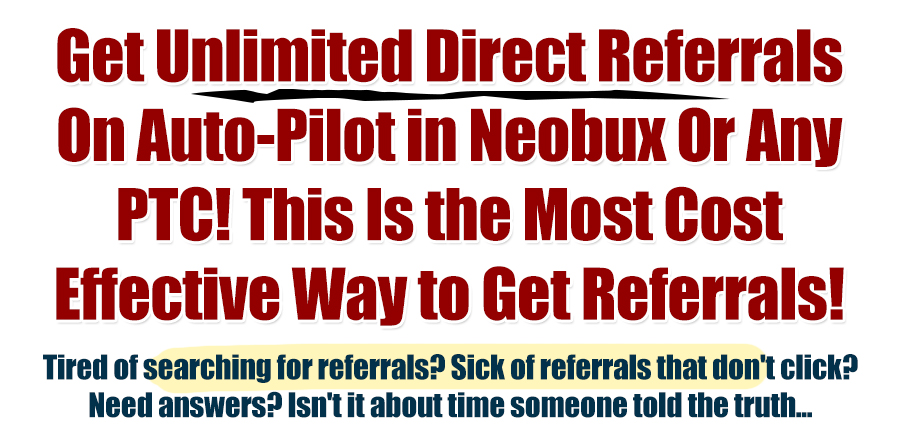 Get Unlimited Direct Referrals
On Auto-Pilot in Neobux Or Any
PTC! This Is the Most Cost
Effective Way to Get Referrals!
Tired of searching for referrals? Sick of referrals that don't click?
Need answers? Isn't it about time someone told the truth...